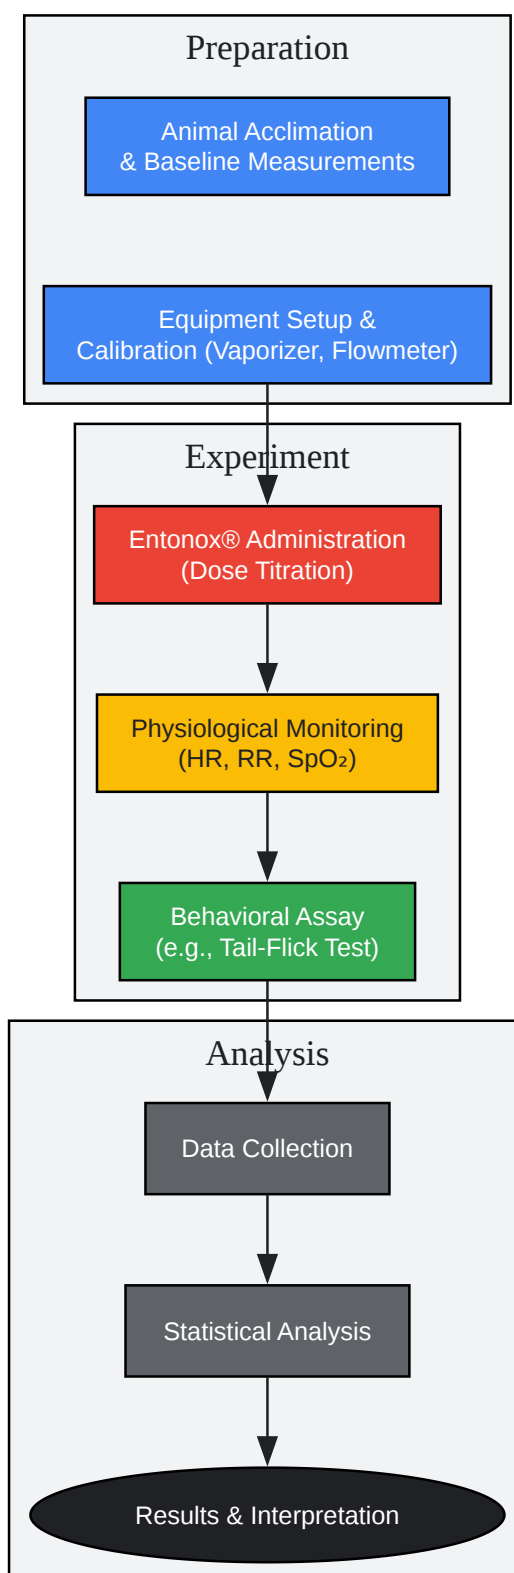 Preparation
Animal Acclimation
& Baseline Measurements
Equipment Setup &
Calibration (Vaporizer, Flowmeter)
Experiment
Entonox® Administration
(Dose Titration)
Physiological Monitoring
(HR, RR, SpO₂)
Behavioral Assay
(e.g., Tail-Flick Test)
Analysis
Data Collection
Statistical Analysis
Results & Interpretation